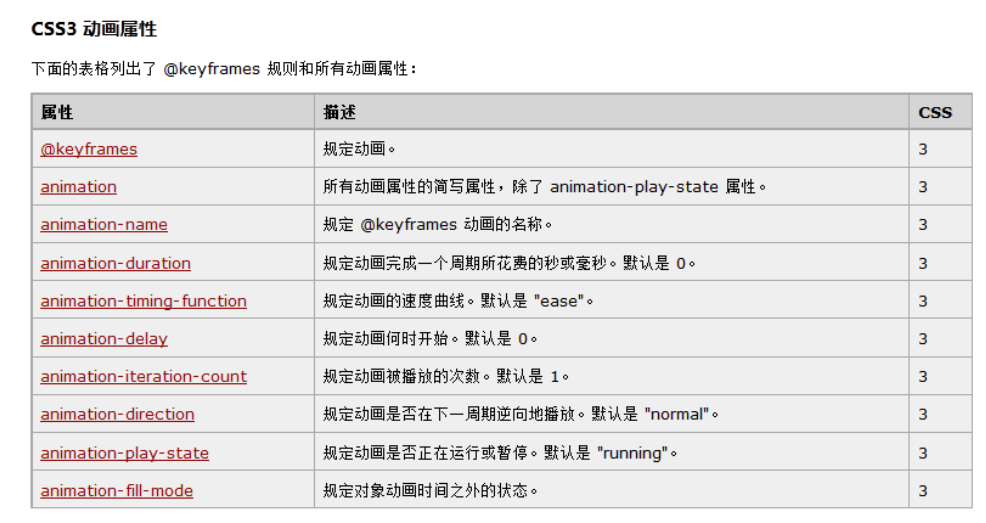 CSS3 动画属性
下面的表格列出了 @keyframes 规则和所有动画属性：
属性 描述 CSS
@keyframes 规定动画。 3
animation 所有动画属性的简写属性，除了 animation-play-state 属性。 3
animation-name 规定 @keyframes 动画的名称。 3
animation-duration 规定动画完成一个周期所花费的秒或毫秒。默认是 0。 3
animation-timing-function 规定动画的速度曲线。默认是 "ease"。 3
animation-delay 规定动画何时开始。默认是 0。 3
animation-iteration-count 规定动画被播放的次数。默认是 1。 3
animation-direction 规定动画是否在下一周期逆向地播放。默认是 "normal"。 3
animation-play-state 规定动画是否正在运行或暂停。默认是 "running"。 3
animation-fill-mode 规定对象动画时间之外的状态。 3